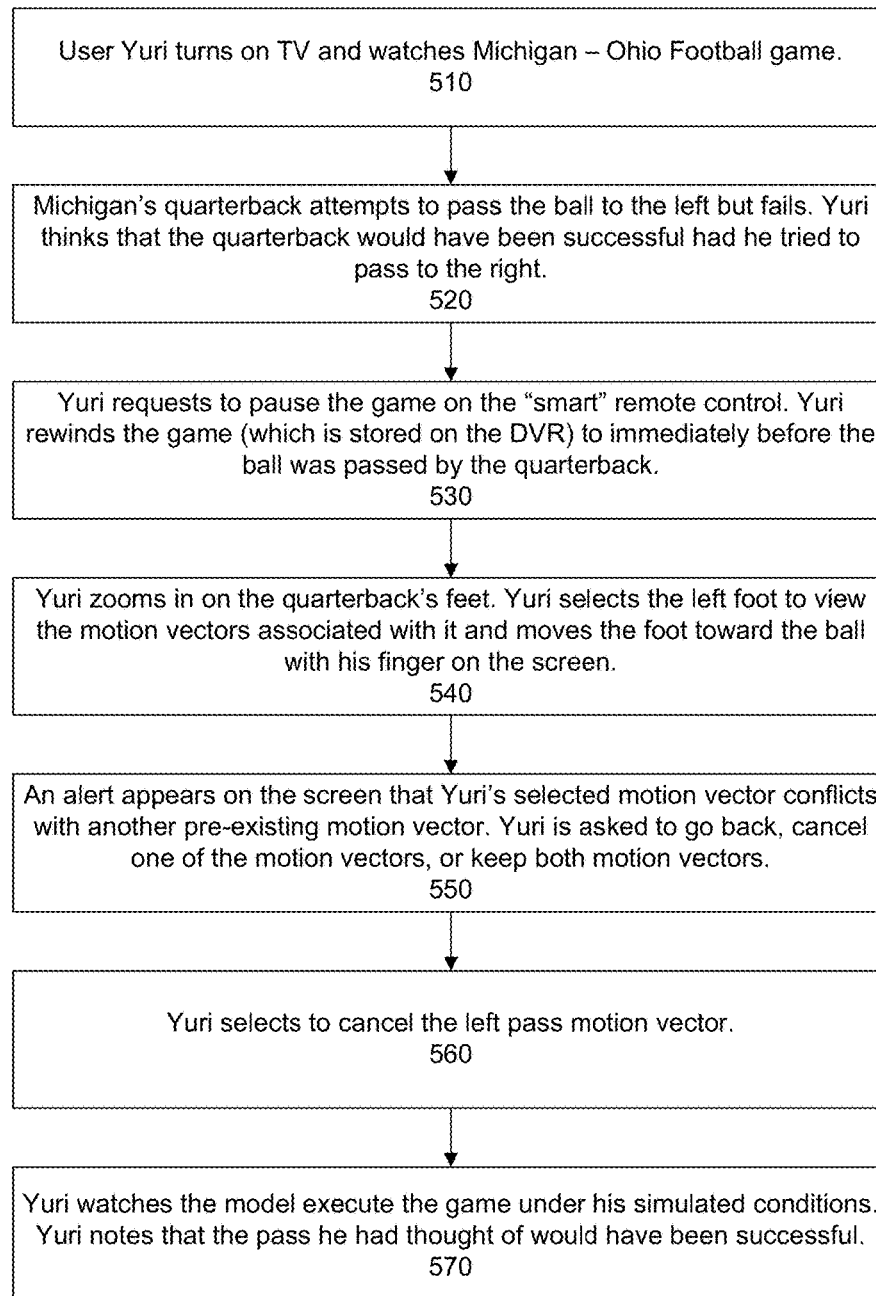 User Yuri turns on TV and watches Michigan – Ohio Football game.
510
Michigan's quarterback attempts to pass the ball to the left but fails. Yuri
thinks that the quarterback would have been successful had he tried to
pass to the right.
520
Yuri requests to pause the game on the “smart” remote control. Yuri
rewinds the game (which is stored on the DVR) to immediately before the
ball was passed by the quarterback.
530
Yuri zooms in on the quarterback's feet. Yuri selects the left foot to view
the motion vectors associated with it and moves the foot toward the ball
with his finger on the screen.
540
An alert appears on the screen that Yuri's selected motion vector conflicts
with another pre-existing motion vector. Yuri is asked to go back, cancel
one of the motion vectors, or keep both motion vectors.
550
Yuri selects to cancel the left pass motion vector.
560
Yuri watches the model execute the game under his simulated conditions.
Yuri notes that the pass he had thought of would have been successful.
570